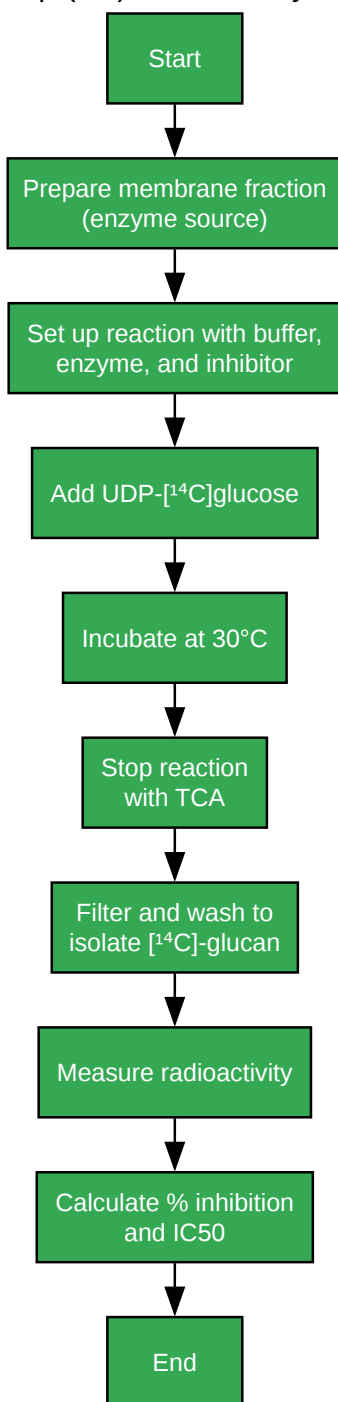 Start
Prepare membrane fraction
(enzyme source)
Set up reaction with buffer,
enzyme, and inhibitor
Add UDP-[¹⁴C]glucose
Incubate at 30°C
Stop reaction
with TCA
Filter and wash to
isolate [¹⁴C]-glucan
Measure radioactivity
Calculate % inhibition
and IC50
End